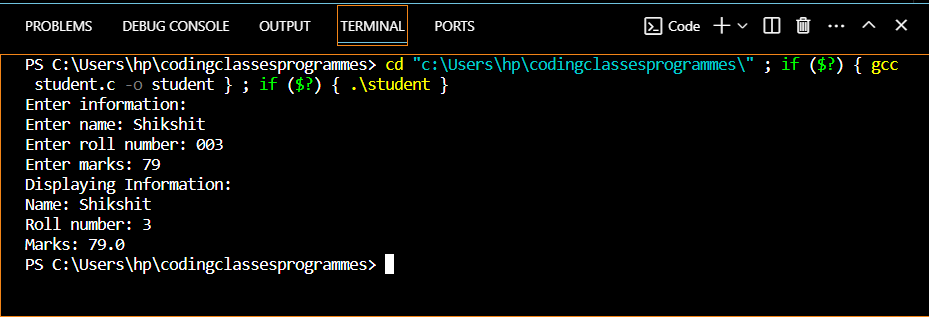 PROBLEMS DEBUG CONSOLE OUTPUT TERMINAL PORTS Code
PS C:\Users\hp\codingclassesprogrammes> cd "c:\Users\hp\codingclassesprogrammes\" ; if ($?) { gcc
student.c -o student } ; if ($?) { .\student }
Enter information:
Enter name: Shikshit
Enter roll number: 003
Enter marks: 79
Displaying Information:
Name: Shikshit
Roll number: 3
Marks: 79.0
PS C:\Users\hp\codingclassesprogrammes>